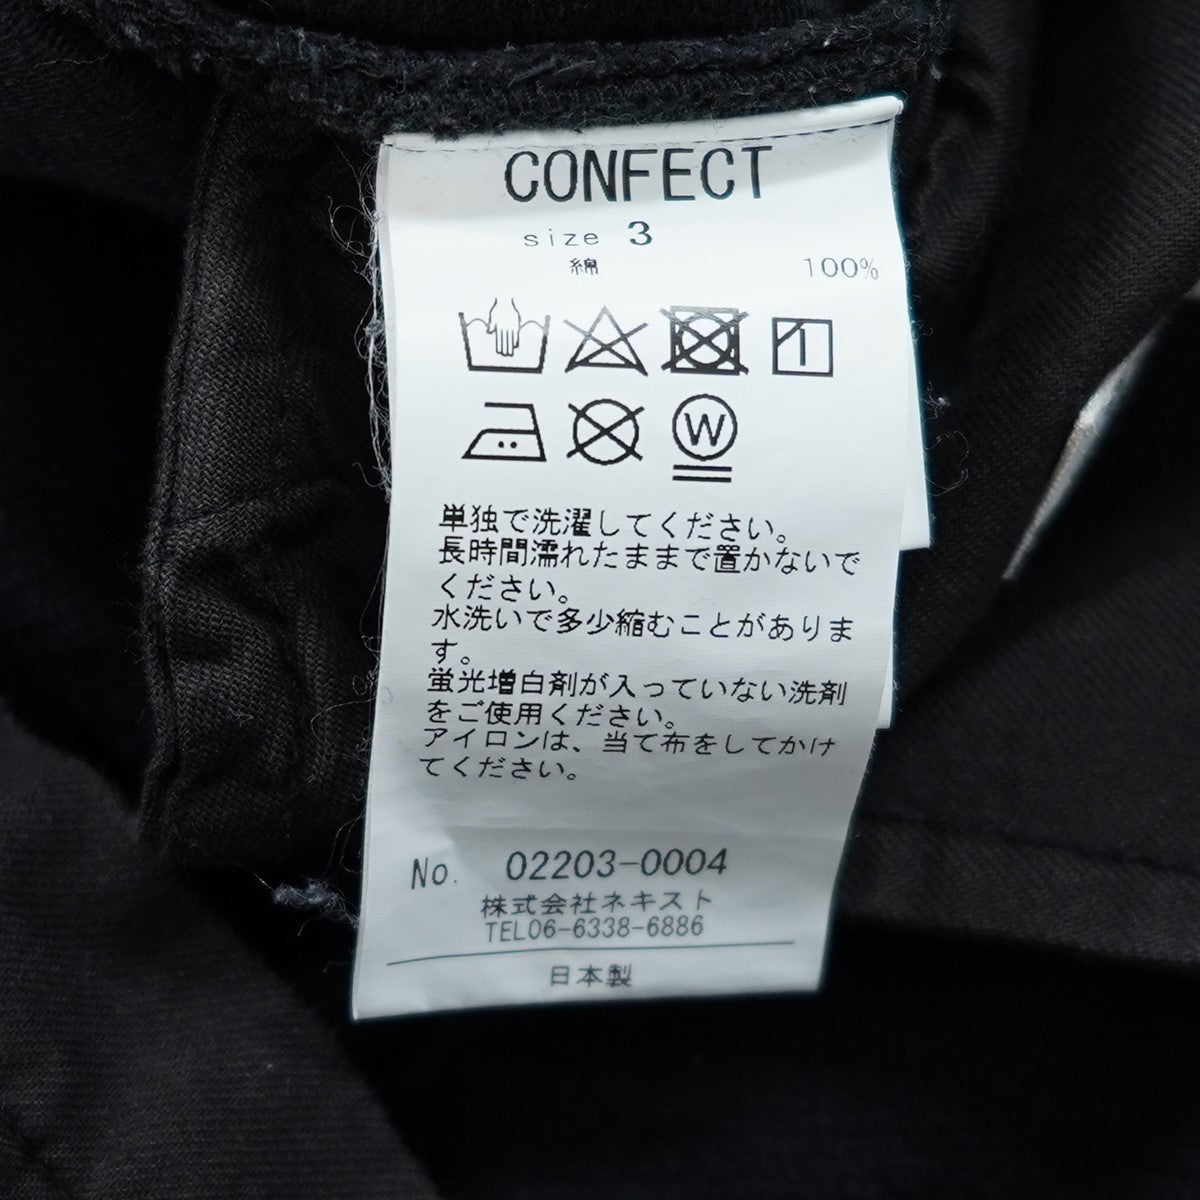 CONFECT
size 3
綿 100%
W
単独で洗濯してください。
長時間濡れたままで置かないで
ください。
水洗いで多少縮むことがありま
す。
蛍光増白剤が入っていない洗剤
をご使用ください。
アイロンは、当て布をしてかけ
てください。
No. 02203-0004
株式会社ネキスト
TEL06-6338-6886
日本製